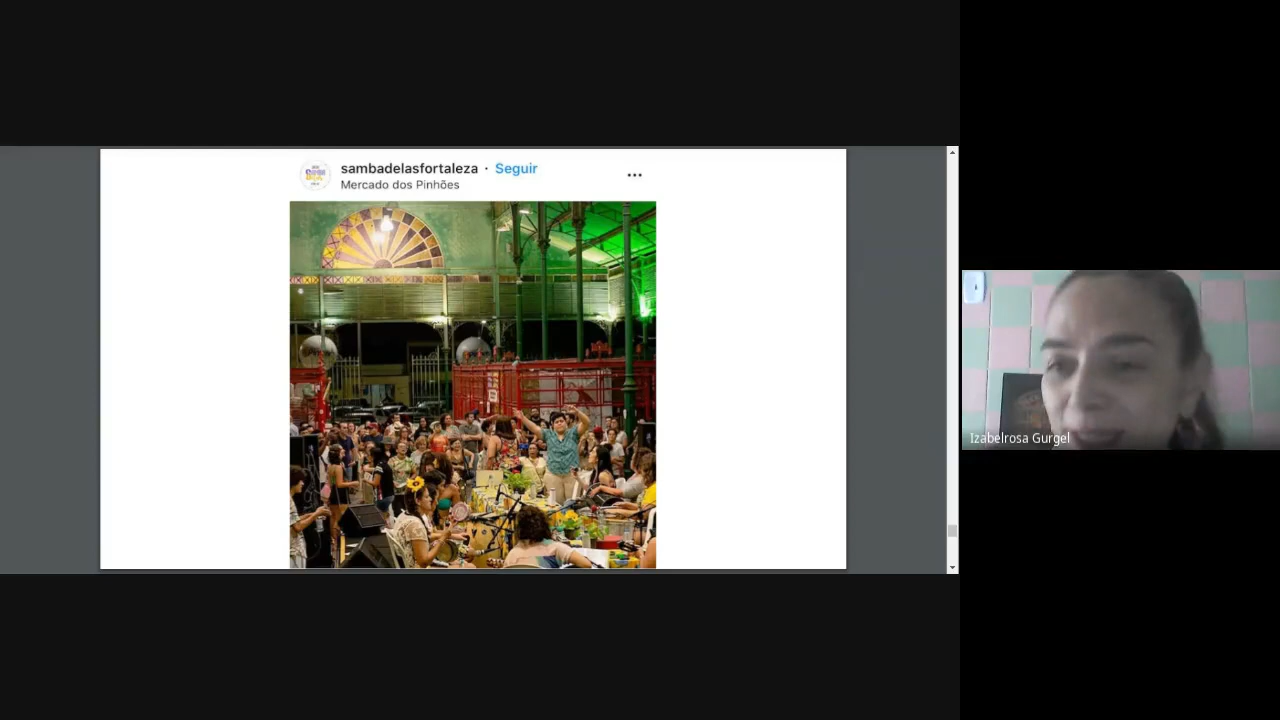 sambadelasfortaleza · Seguir
Mercado dos Pinhões
Izabelrosa Gurgel